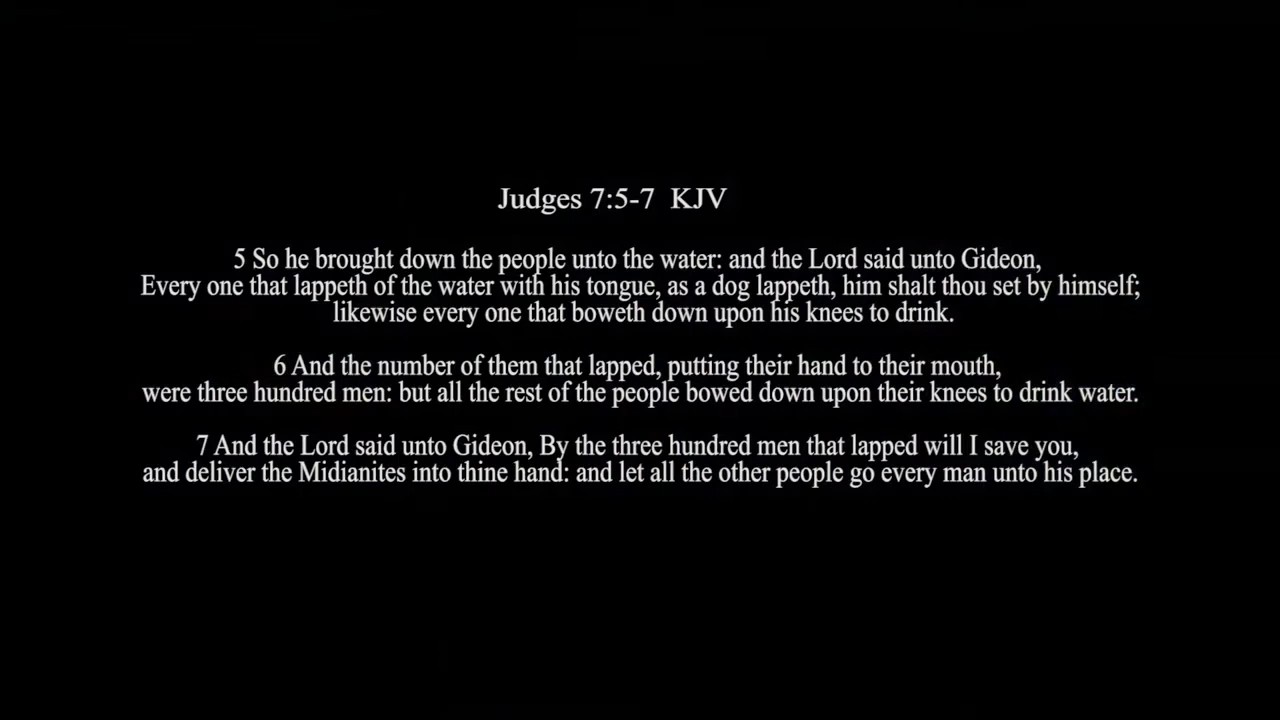 Judges 7:5-7 KJV
5 So he brought down the people unto the water: and the Lord said unto Gideon,
Every one that lappeth of the water with his tongue, as a dog lappeth, him shalt thou set by himself;
likewise every one that boweth down upon his knees to drink.
6 And the number of them that lapped, putting their hand to their mouth,
were three hundred men: but all the rest of the people bowed down upon their knees to drink water.
7 And the Lord said unto Gideon, By the three hundred men that lapped will I save you,
and deliver the Midianites into thine hand: and let all the other people go every man unto his place.